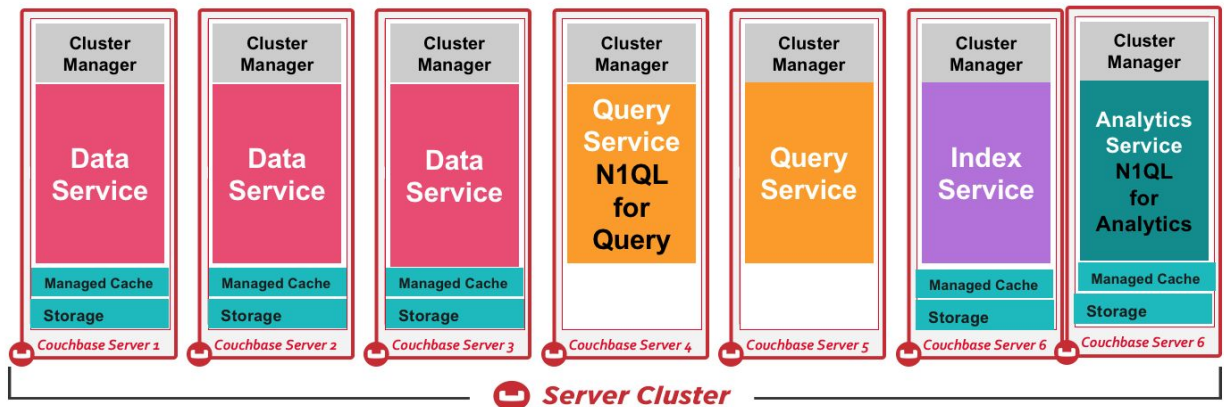 Cluster
Manager
Data
Service
Managed Cache
Storage
Couchbase Server 1
Cluster
Manager
Data
Service
Managed Cache
Storage
Couchbase Server 2
Cluster
Manager
Data
Service
Managed Cache
Storage
Couchbase Server 3
Cluster
Manager
Query
Service
N1QL
for
Query
Couchbase Server 4
Cluster
Manager
Query
Service
Couchbase Server 5
Cluster
Manager
Index
Service
Managed Cache
Storage
Couchbase Server 6
Cluster
Manager
Analytics
Service
N1QL
for
Analytics
Managed Cache
Storage
Couchbase Server 6
Server Cluster